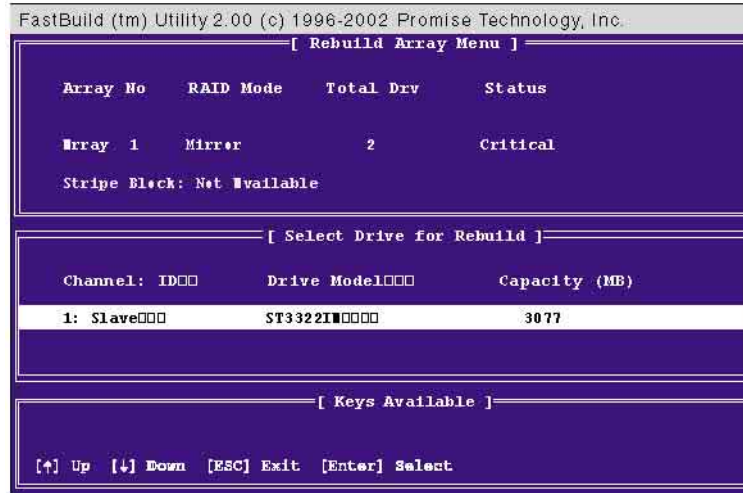 FastBuild (tm) Utility 2.00 (c) 1996-2002 Promise Technology, Inc.
[ Rebuild Array Menu ]
Array No RAID Mode Total Drv Status
1 Mirror 2 Critical
Stripe Block: Not
[ Select Drive for Rebuild ]
Channel: ID□□ Drive Model□□□ Capacity (MB)
1: Slave□□□ 3077
[ Keys Available ]
[↑] Up [↓] Down [ESC] Exit [Enter] Select